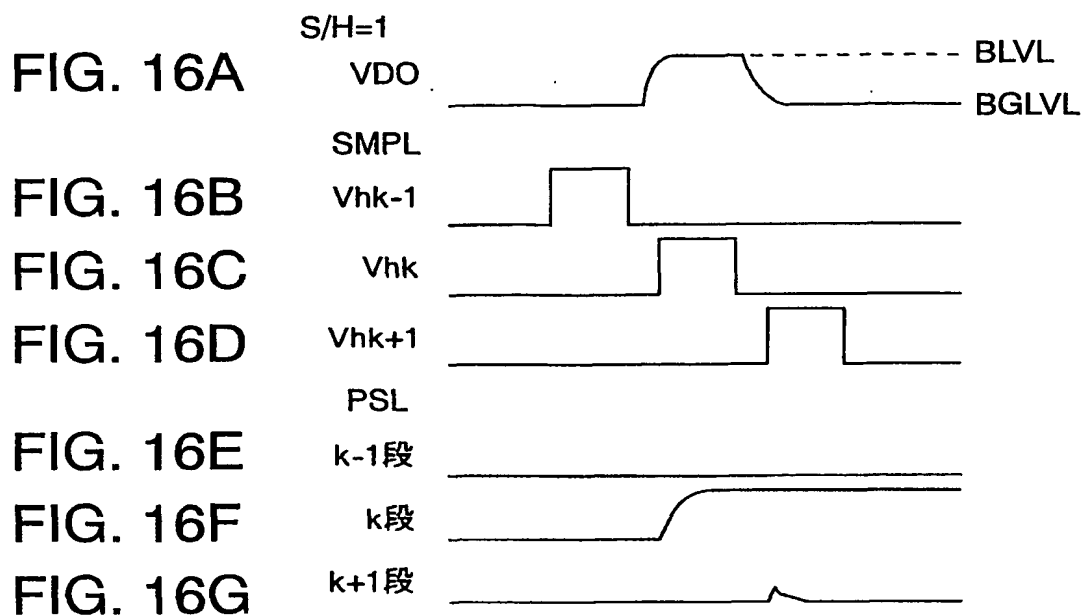 S/H=1
FIG. 16A VDO BLVL
BGLVL
SMPL
FIG. 16B Vhk-1
FIG. 16C Vhk
FIG. 16D Vhk+1
PSL
FIG. 16E k-1段
FIG. 16F k段
FIG. 16G k+1段